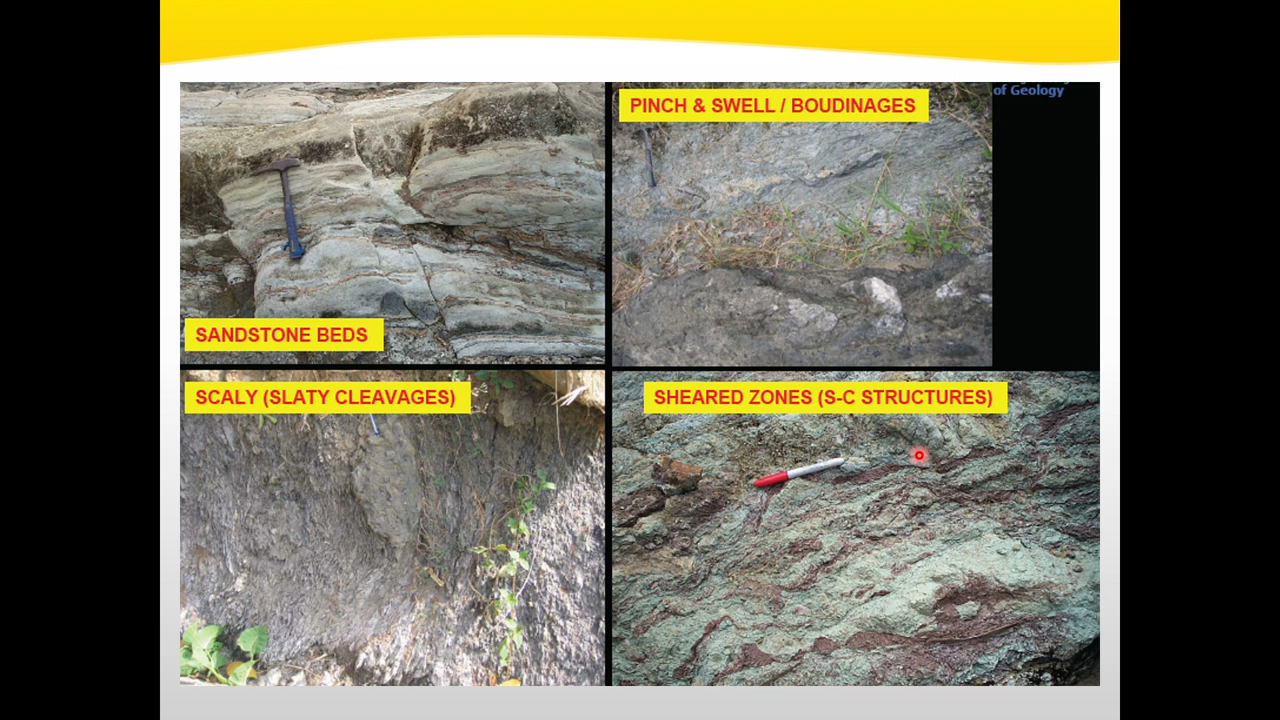 of Geology
PINCH & SWELL / BOUDINAGES
SANDSTONE BEDS
SCALY (SLATY CLEAVAGES)
SHEARED ZONES (S-C STRUCTURES)